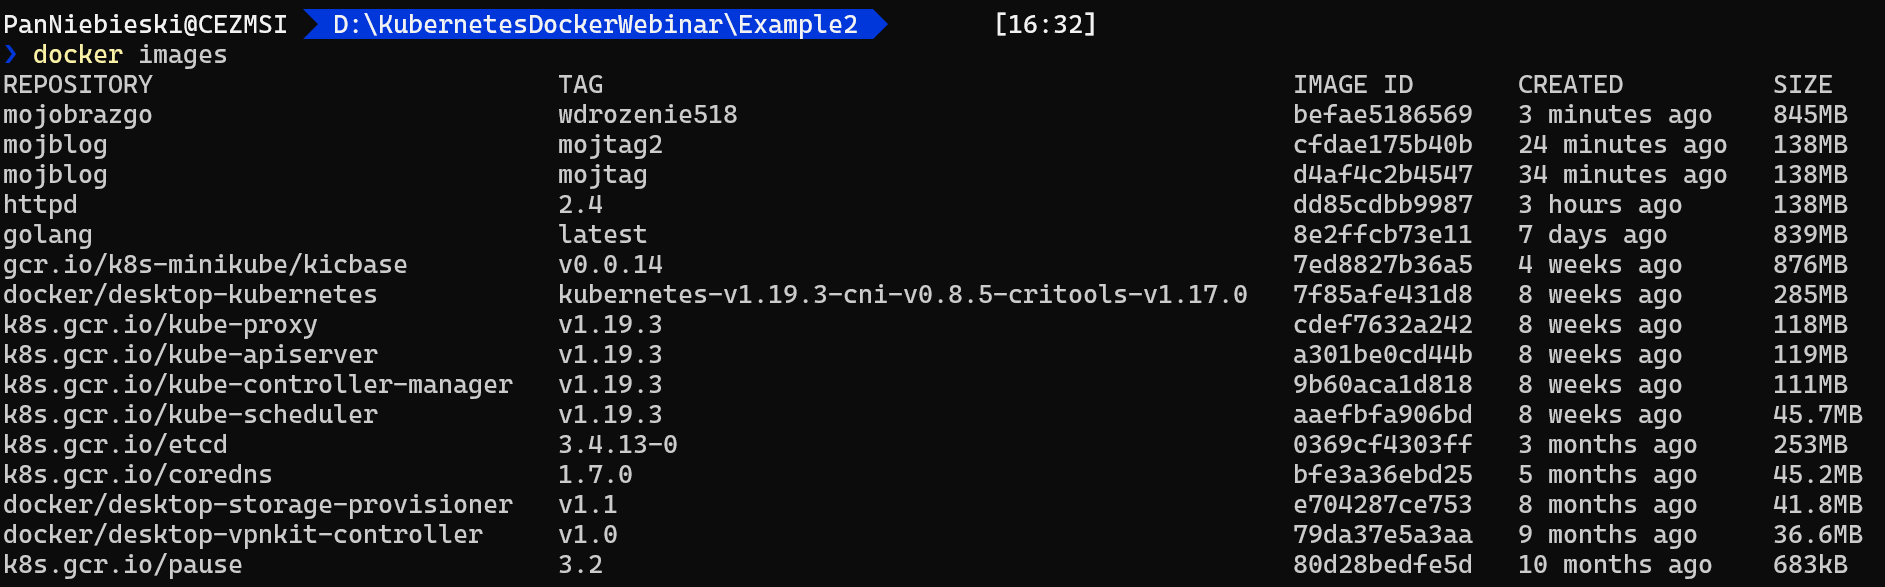 PanNiebieski@CEZMSI D:\KubernetesDockerWebinar\Example2 [16:32]
❯ docker images
REPOSITORY TAG IMAGE ID CREATED SIZE
mojobrazgo wdrozenie518 befae5186569 3 minutes ago 845MB
mojblog mojtag2 cfdae175b40b 24 minutes ago 138MB
mojblog mojtag d4af4c2b4547 34 minutes ago 138MB
httpd 2.4 dd85cdbb9987 3 hours ago 138MB
golang latest 8e2ffcb73e11 7 days ago 839MB
gcr.io/k8s-minikube/kicbase v0.0.14 7ed8827b36a5 4 weeks ago 876MB
docker/desktop-kubernetes kubernetes-v1.19.3-cni-v0.8.5-critools-v1.17.0 7f85afe431d8 8 weeks ago 285MB
k8s.gcr.io/kube-proxy v1.19.3 cdef7632a242 8 weeks ago 118MB
k8s.gcr.io/kube-apiserver v1.19.3 a301be0cd44b 8 weeks ago 119MB
k8s.gcr.io/kube-controller-manager v1.19.3 9b60aca1d818 8 weeks ago 111MB
k8s.gcr.io/kube-scheduler v1.19.3 aaefbfa906bd 8 weeks ago 45.7MB
k8s.gcr.io/etcd 3.4.13-0 0369cf4303ff 3 months ago 253MB
k8s.gcr.io/coredns 1.7.0 bfe3a36ebd25 5 months ago 45.2MB
docker/desktop-storage-provisioner v1.1 e704287ce753 8 months ago 41.8MB
docker/desktop-vpnkit-controller v1.0 79da37e5a3aa 9 months ago 36.6MB
k8s.gcr.io/pause 3.2 80d28bedfe5d 10 months ago 683kB